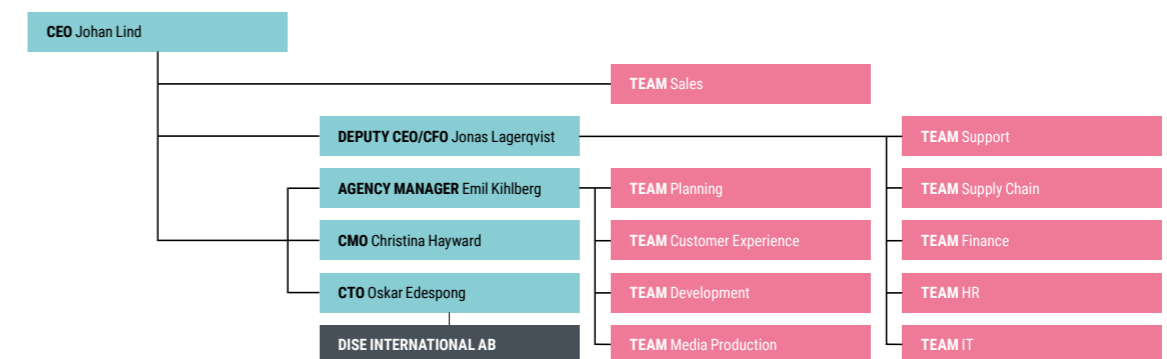 CEO Johan Lind
TEAM Sales
DEPUTY CEO/CFO Jonas Lagerqvist
TEAM Support
AGENCY MANAGER Emil Kihlberg
TEAM Planning
TEAM Supply Chain
CMO Christina Hayward
TEAM Customer Experience
TEAM Finance
CTO Oskar Edespong
TEAM Development
TEAM HR
DISE INTERNATIONAL AB
TEAM Media Production
TEAM IT